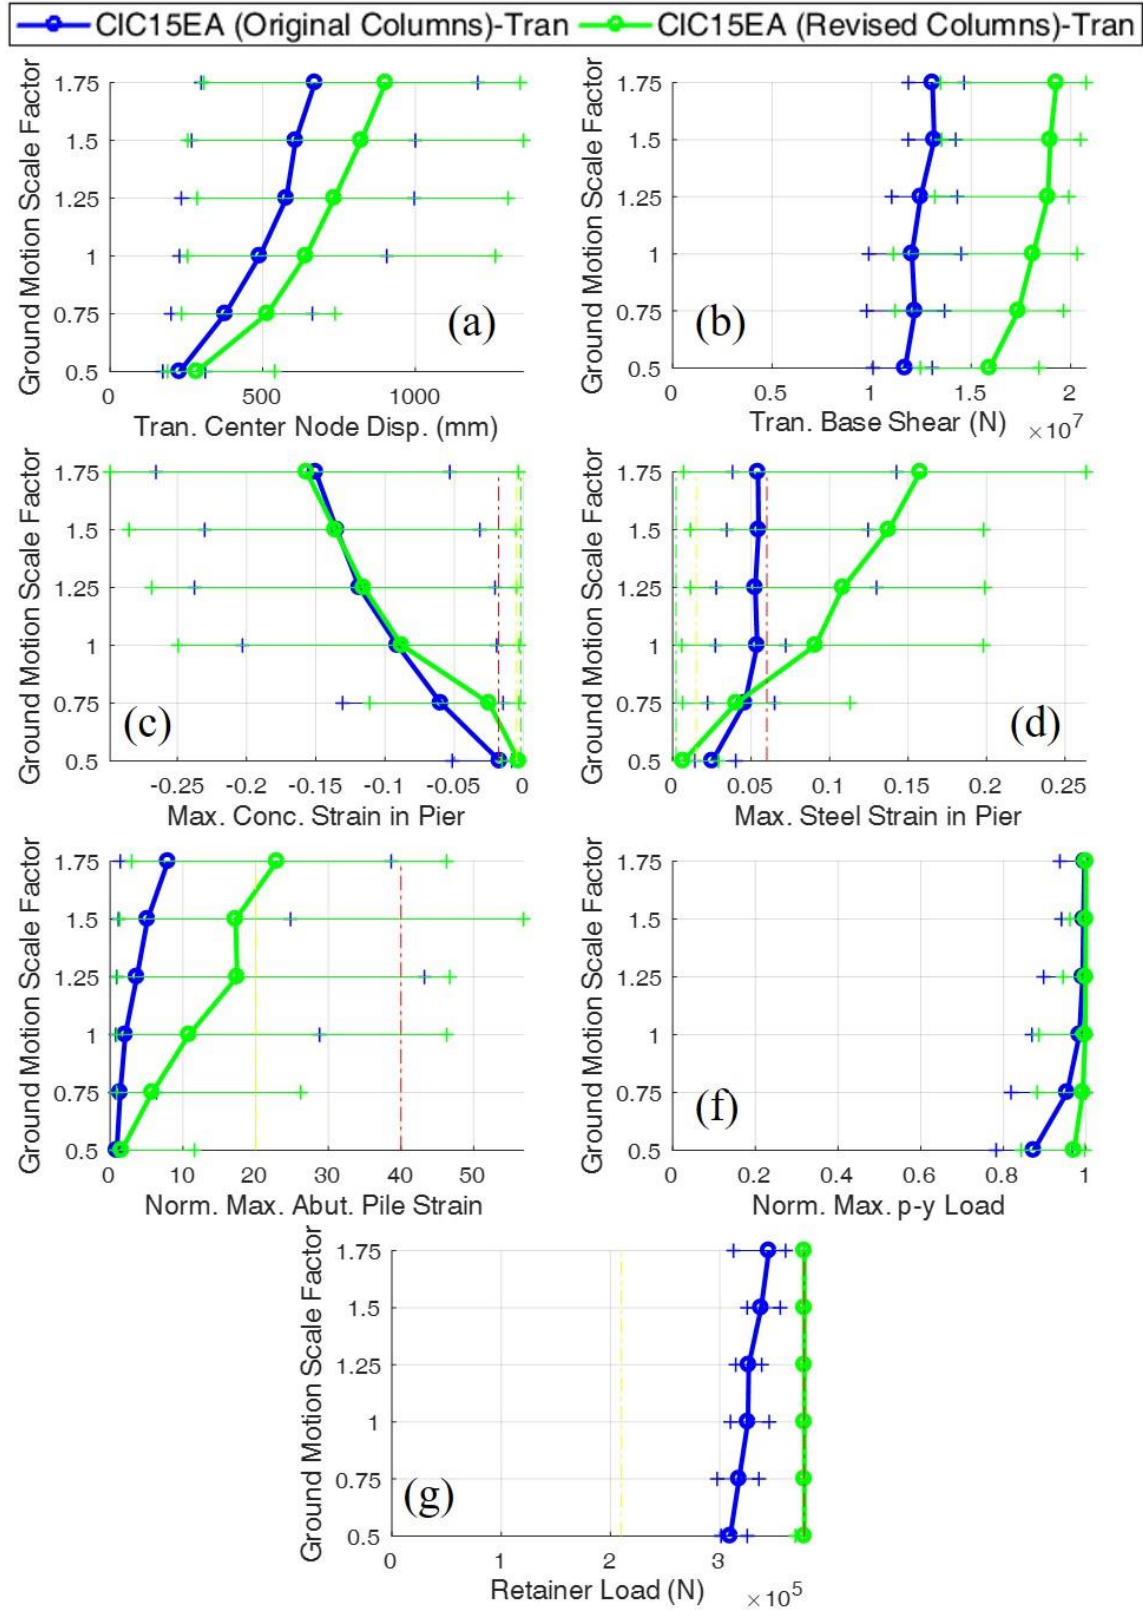 CIC15EA (Original Columns)-Tran CIC15EA (Revised Columns)-Tran
Ground Motion Scale Factor
1.75
1.5
1.25
1
0.75
0.5
(a)
0 500 1000
Tran. Center Node Disp. (mm)
Ground Motion Scale Factor
1.75
1.5
1.25
1
0.75
0.5
(b)
0 0.5 1 1.5 2
Tran. Base Shear (N) ×10^7
Ground Motion Scale Factor
1.75
1.5
1.25
1
0.75
0.5
(c)
-0.25 -0.2 -0.15 -0.1 -0.05 0
Max. Conc. Strain in Pier
Ground Motion Scale Factor
1.75
1.5
1.25
1
0.75
0.5
(d)
0 0.05 0.1 0.15 0.2 0.25
Max. Steel Strain in Pier
Ground Motion Scale Factor
1.75
1.5
1.25
1
0.75
0.5
0 10 20 30 40 50
Norm. Max. Abut. Pile Strain
Ground Motion Scale Factor
1.75
1.5
1.25
1
0.75
0.5
(f)
0 0.2 0.4 0.6 0.8 1
Norm. Max. p-y Load
Ground Motion Scale Factor
1.75
1.5
1.25
1
0.75
0.5
(g)
0 1 2 3
Retainer Load (N) ×10^5